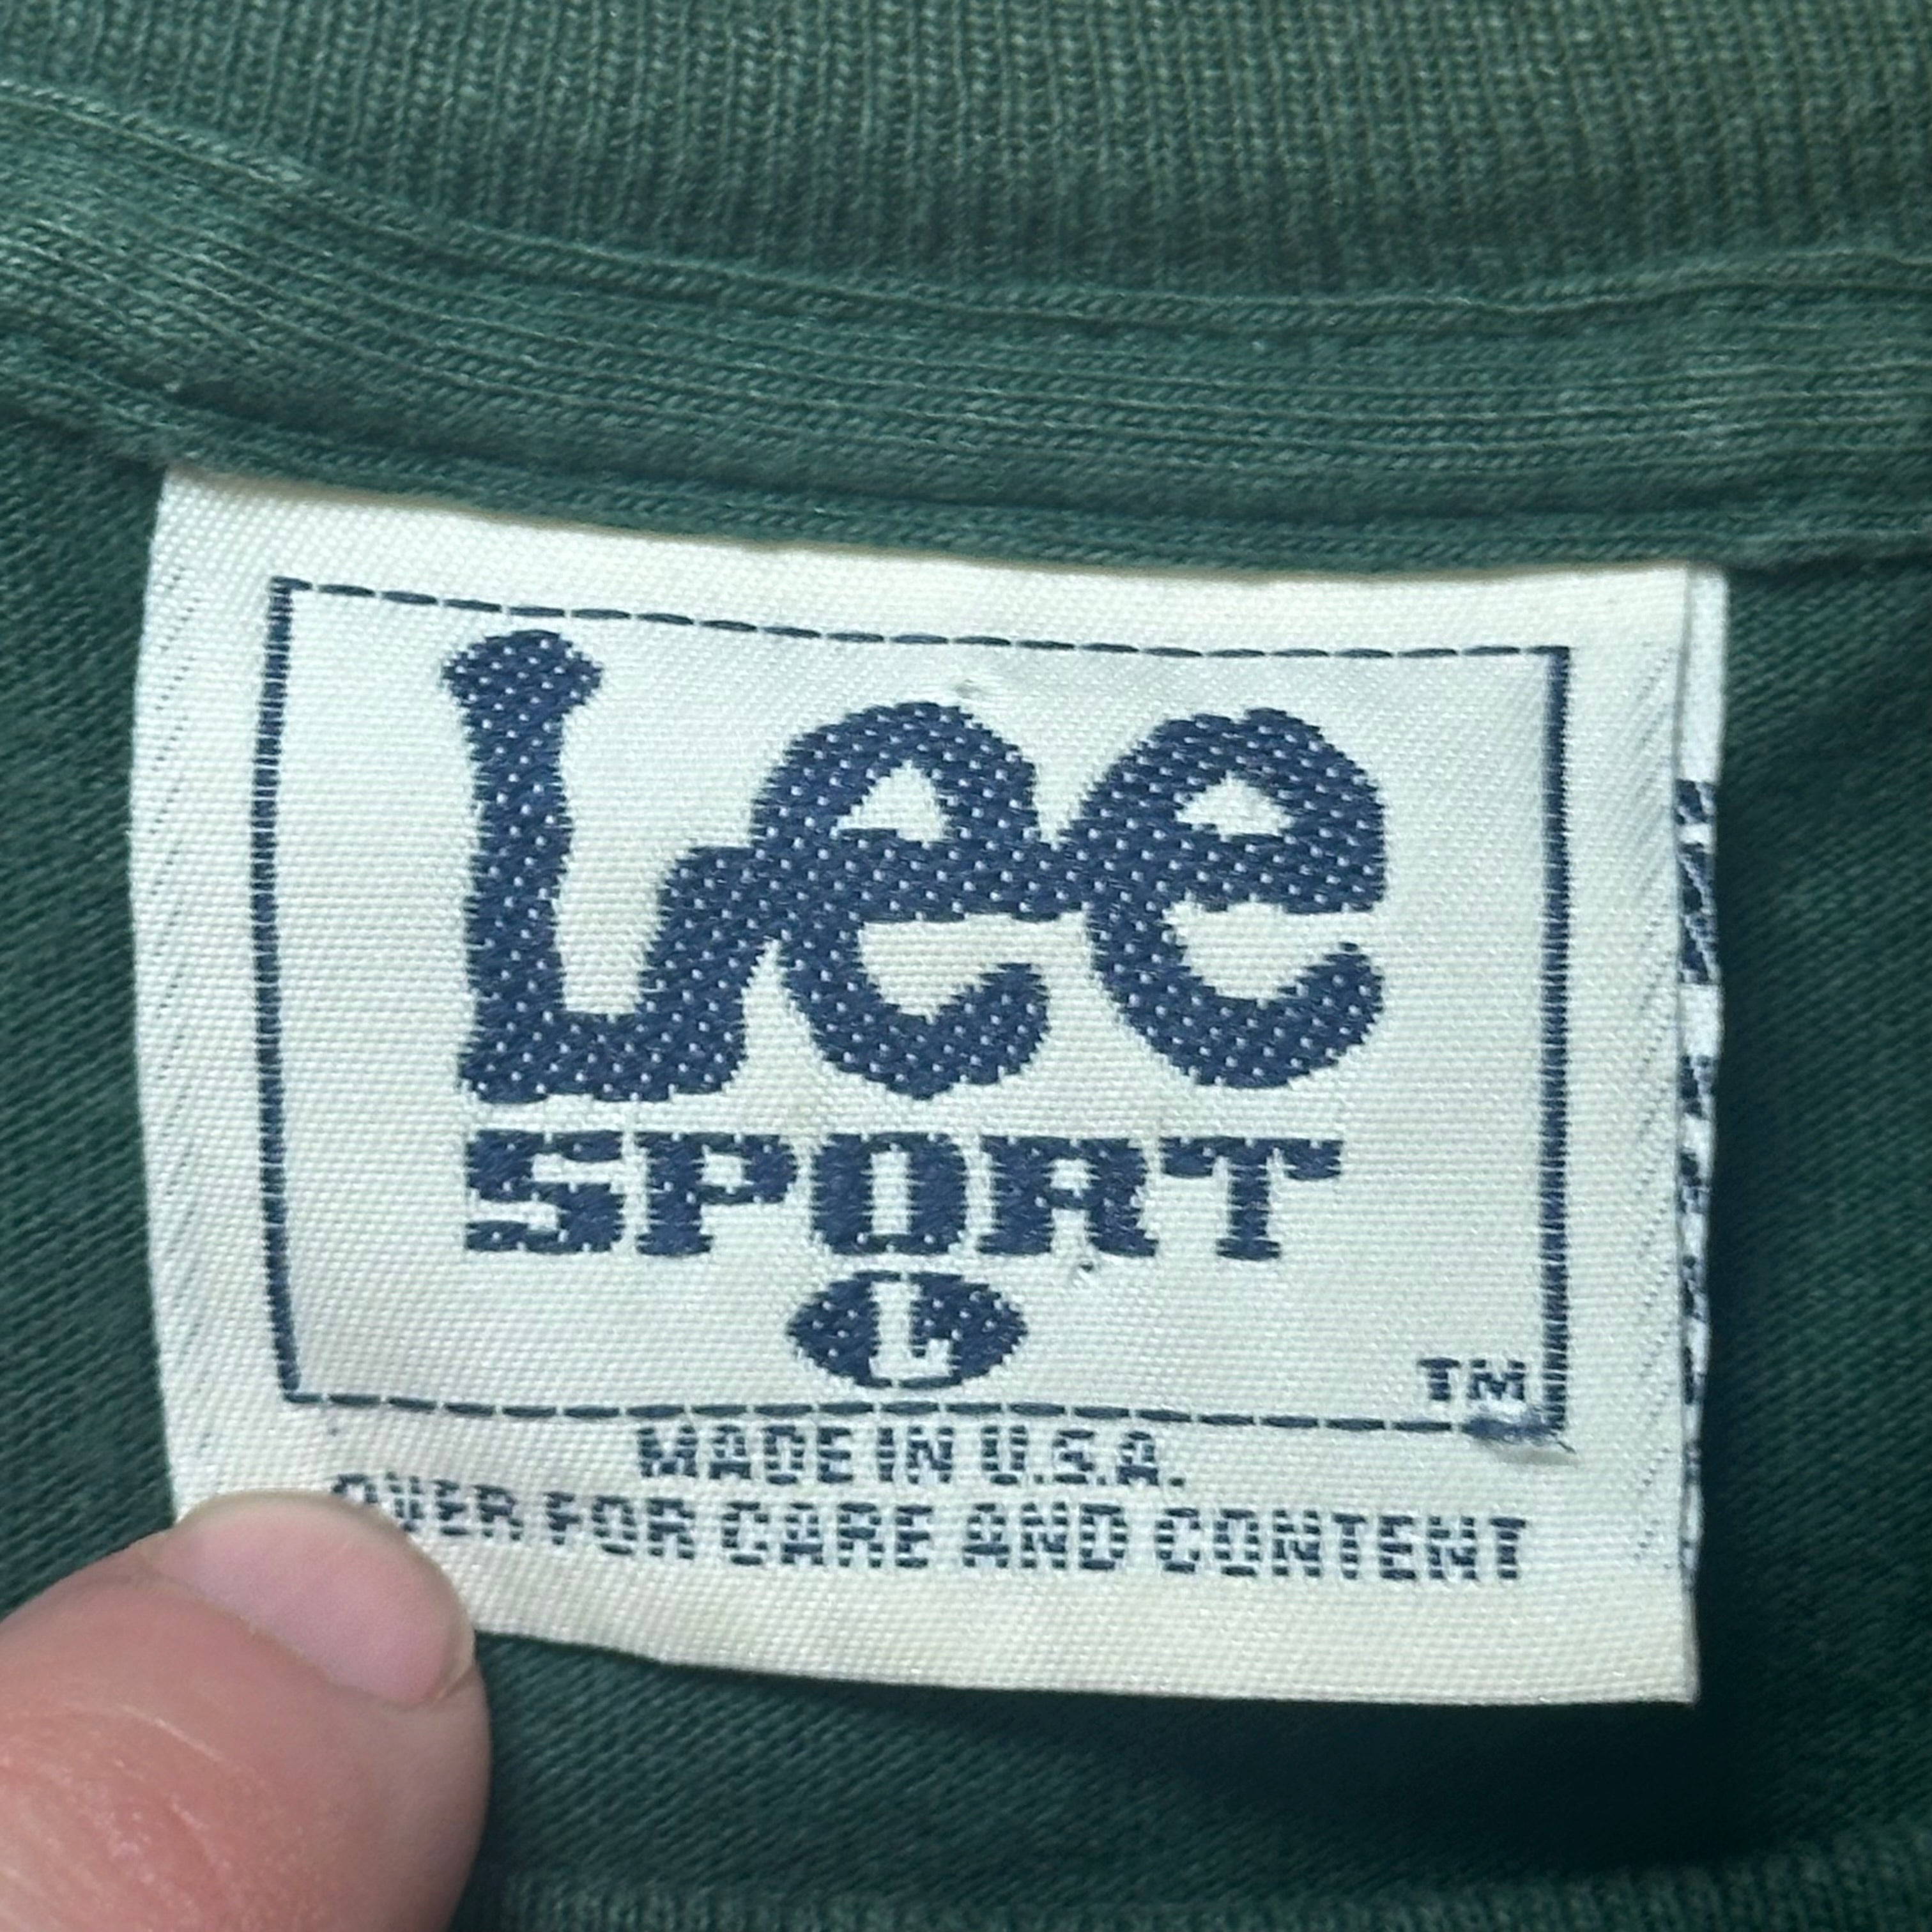 Lee
SPORT
L
TM
MADE IN U.S.A.
OVER FOR CARE AND CONTENT